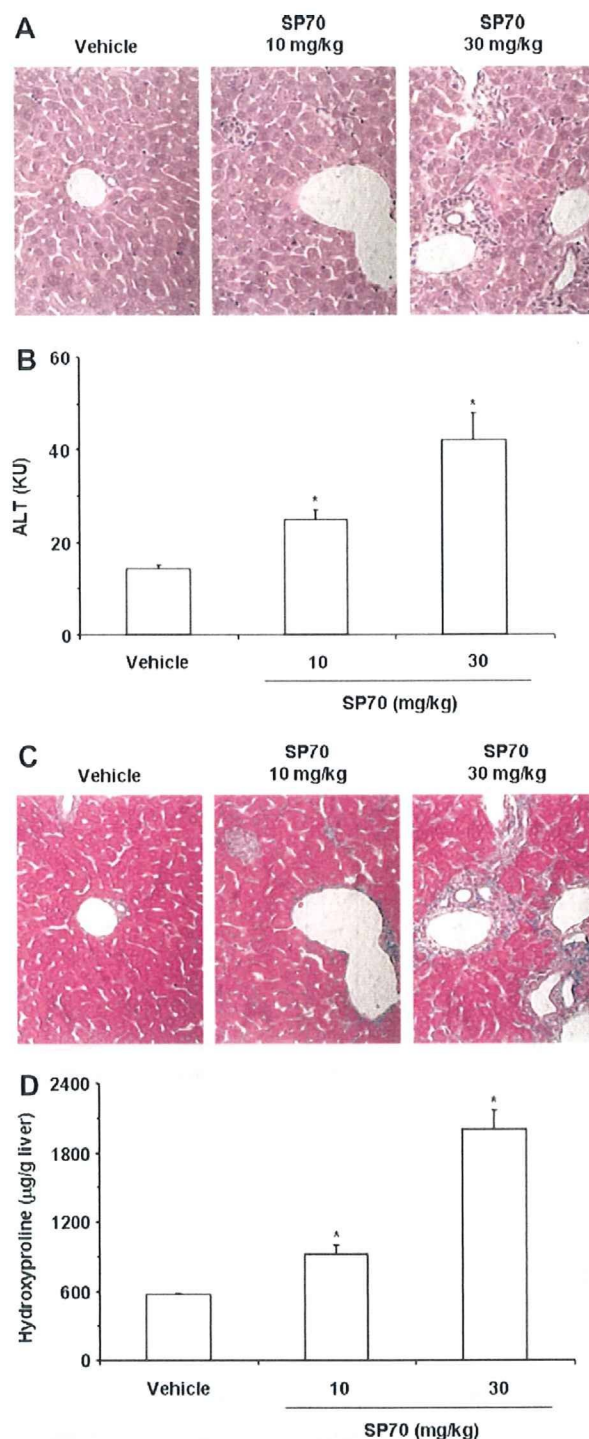 A
Vehicle
SP70
10 mg/kg
SP70
30 mg/kg
B
60
40
20
0
ALT (KU)
*
*
Vehicle
10
30
SP70 (mg/kg)
C
Vehicle
SP70
10 mg/kg
SP70
30 mg/kg
D
2400
1800
1200
600
0
Hydroxyproline (µg/g liver)
*
*
Vehicle
10
30
SP70 (mg/kg)